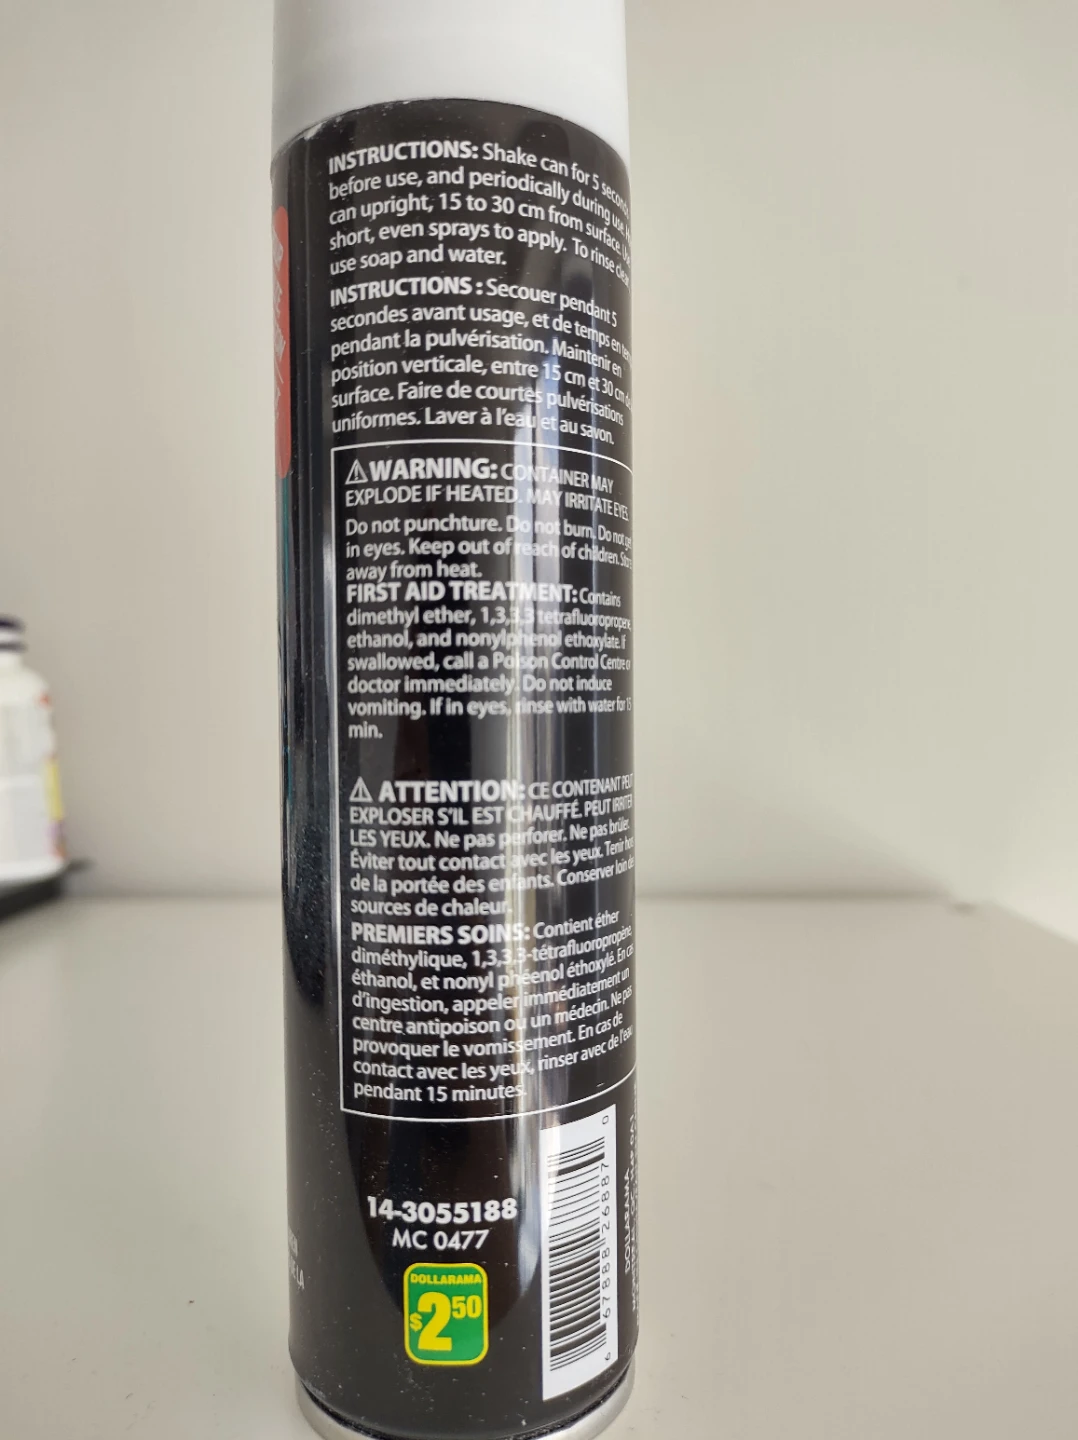 INSTRUCTIONS: Shake can for 5 seconds
before use, and periodically during use.
can upright, 15 to 30 cm from surface.
short, even sprays to apply. To rinse
use soap and water.
INSTRUCTIONS : Secouer pendant 5
secondes avant usage, et de temps en
pendant la pulvérisation. Maintenir en
position verticale, entre 15 cm et 30 cm
surface. Faire de courtes pulvérisations
uniformes. Laver à l'eau et au savon.
⚠WARNING: CONTAINER MAY
EXPLODE IF HEATED. MAY IRRITATE EYES.
Do not punchture. Do not burn. Do not get
in eyes. Keep out of reach of children. Store
away from heat.
FIRST AID TREATMENT: Contains
dimethyl ether, 1,3,3,3 tetrafluoropropene,
ethanol, and nonylphenol ethoxylate. If
swallowed, call a Poison Control Centre or
doctor immediately. Do not induce
vomiting. If in eyes, rinse with water for 15
min.
⚠ ATTENTION: CE CONTENANT PEUT
EXPLOSER S'IL EST CHAUFFÉ. PEUT IRRITER
LES YEUX. Ne pas perforer. Ne pas brûler.
Éviter tout contact avec les yeux. Tenir hors
de la portée des enfants. Conserver loin de
sources de chaleur.
PREMIERS SOINS: Contient éther
diméthylique, 1,3,3,3-tétrafluoropropène,
éthanol, et nonyl phéenol éthoxylé. En cas
d'ingestion, appeler immédiatement un
centre antipoison ou un médecin. Ne pas
provoquer le vomissement. En cas de
contact avec les yeux, rinser avec de l'eau
pendant 15 minutes.
14-3055188
MC 0477
DOLLARAMA
$2.50
6 67888 26887 0
DOLLARAMA